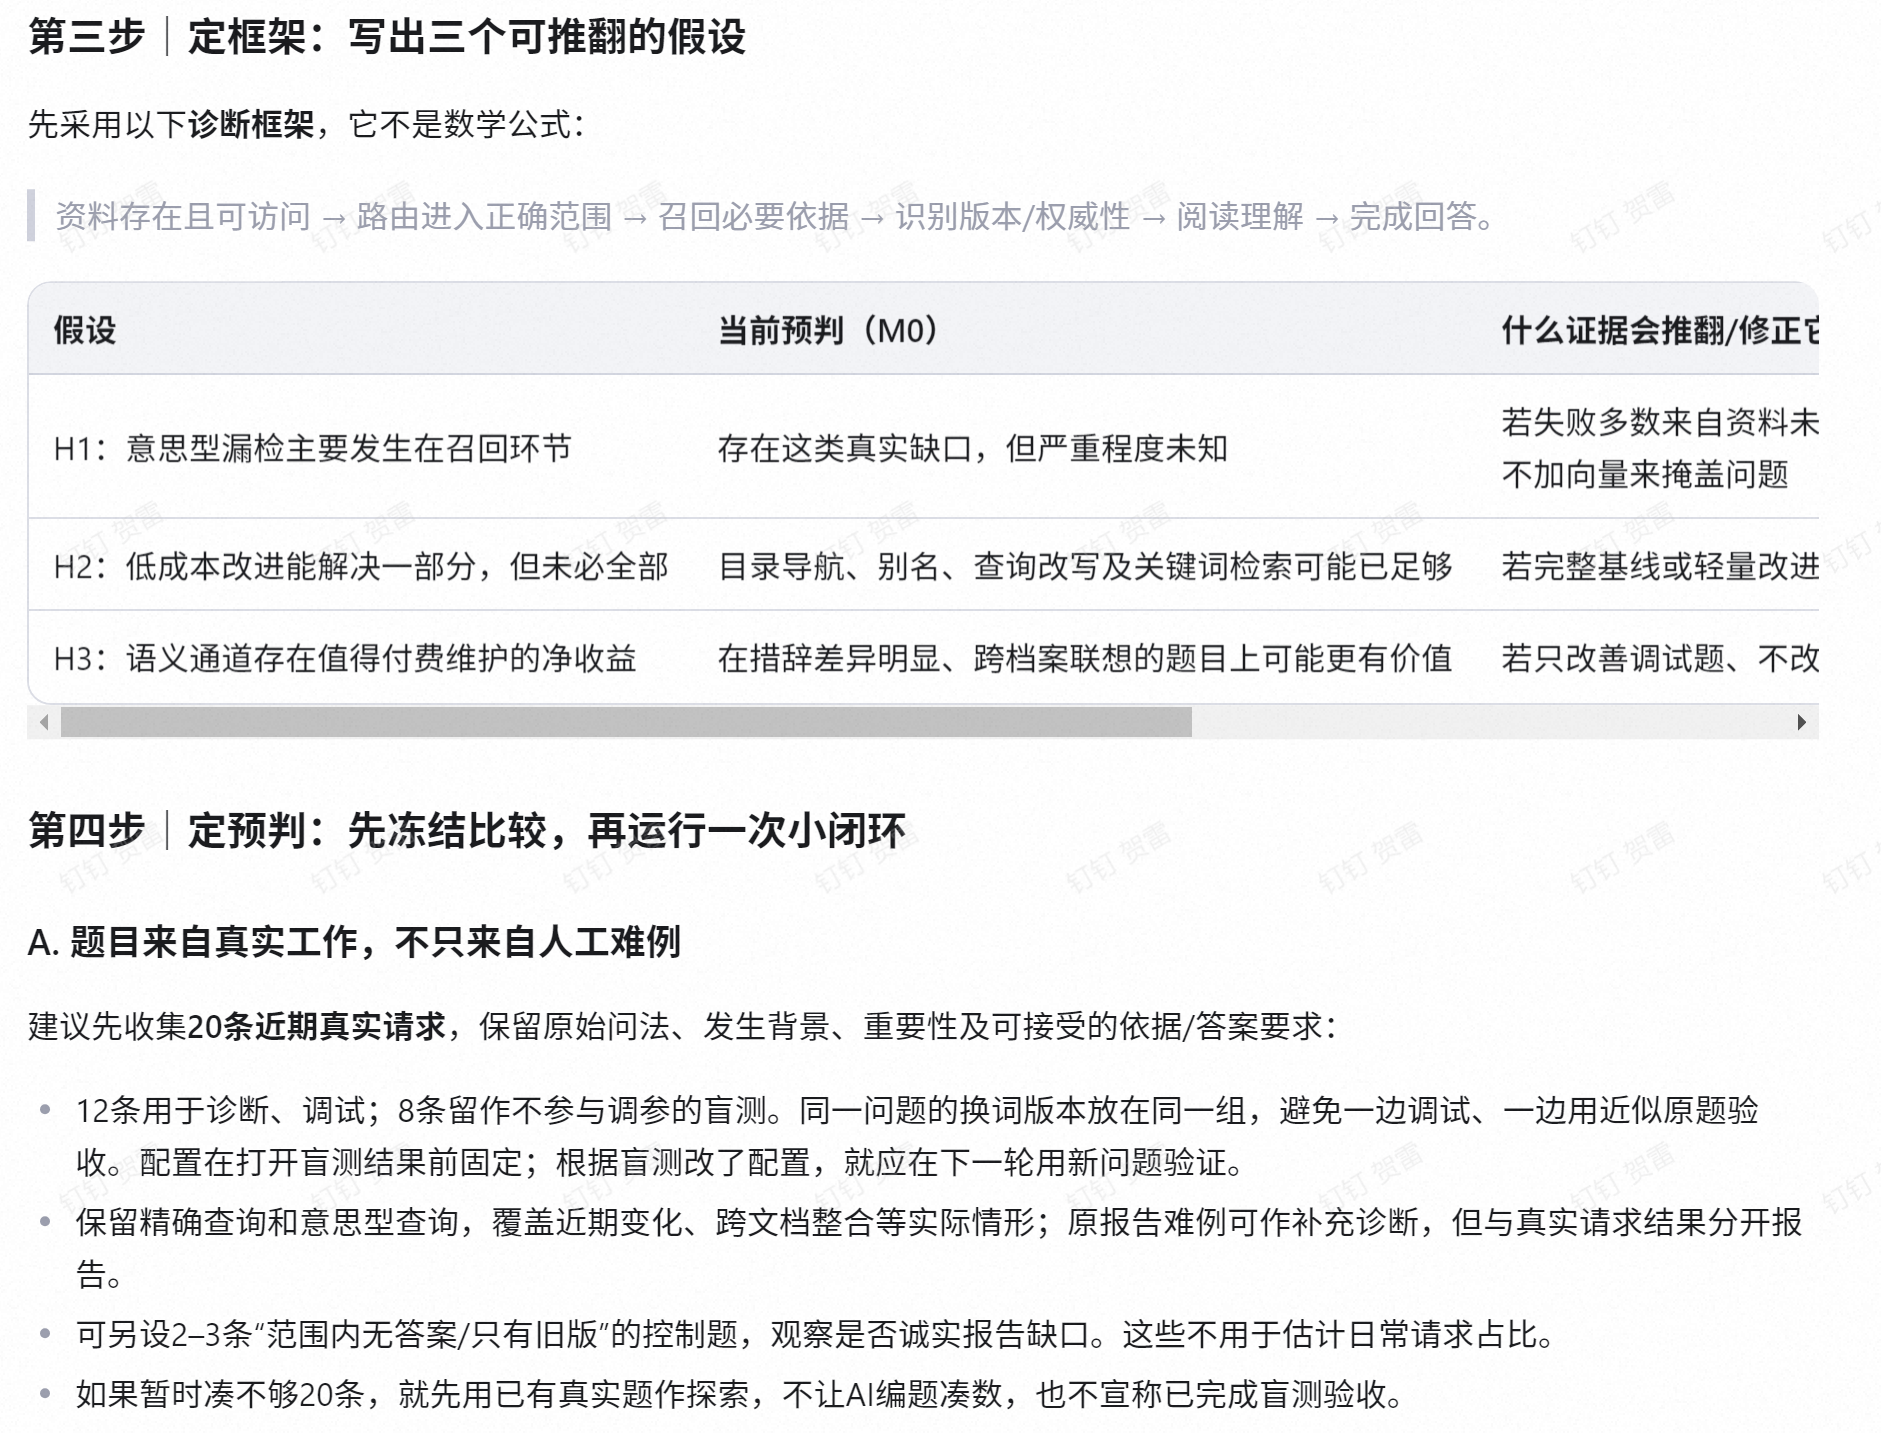 第三步｜定框架：写出三个可推翻的假设
先采用以下诊断框架，它不是数学公式：
资料存在且可访问 → 路由进入正确范围 → 召回必要依据 → 识别版本/权威性 → 阅读理解 → 完成回答。
假设 当前预判（M0） 什么证据会推翻/修正它
H1：意思型漏检主要发生在召回环节 存在这类真实缺口，但严重程度未知 若失败多数来自资料未
不加向量来掩盖问题
H2：低成本改进能解决一部分，但未必全部 目录导航、别名、查询改写及关键词检索可能已足够 若完整基线或轻量改进
H3：语义通道存在值得付费维护的净收益 在措辞差异明显、跨档案联想的题目上可能更有价值 若只改善调试题、不改
第四步｜定预判：先冻结比较，再运行一次小闭环
A. 题目来自真实工作，不只来自人工难例
建议先收集20条近期真实请求，保留原始问法、发生背景、重要性及可接受的依据/答案要求：
12条用于诊断、调试；8条留作不参与调参的盲测。同一问题的换词版本放在同一组，避免一边调试、一边用近似原题验
收。配置在打开盲测结果前固定；根据盲测改了配置，就应在下一轮用新问题验证。
保留精确查询和意思型查询，覆盖近期变化、跨文档整合等实际情形；原报告难例可作补充诊断，但与真实请求结果分开报
告。
可另设2–3条“范围内无答案/只有旧版”的控制题，观察是否诚实报告缺口。这些不用于估计日常请求占比。
如果暂时凑不够20条，就先用已有真实题作探索，不让AI编题凑数，也不宣称已完成盲测验收。
钉钉 贺雷